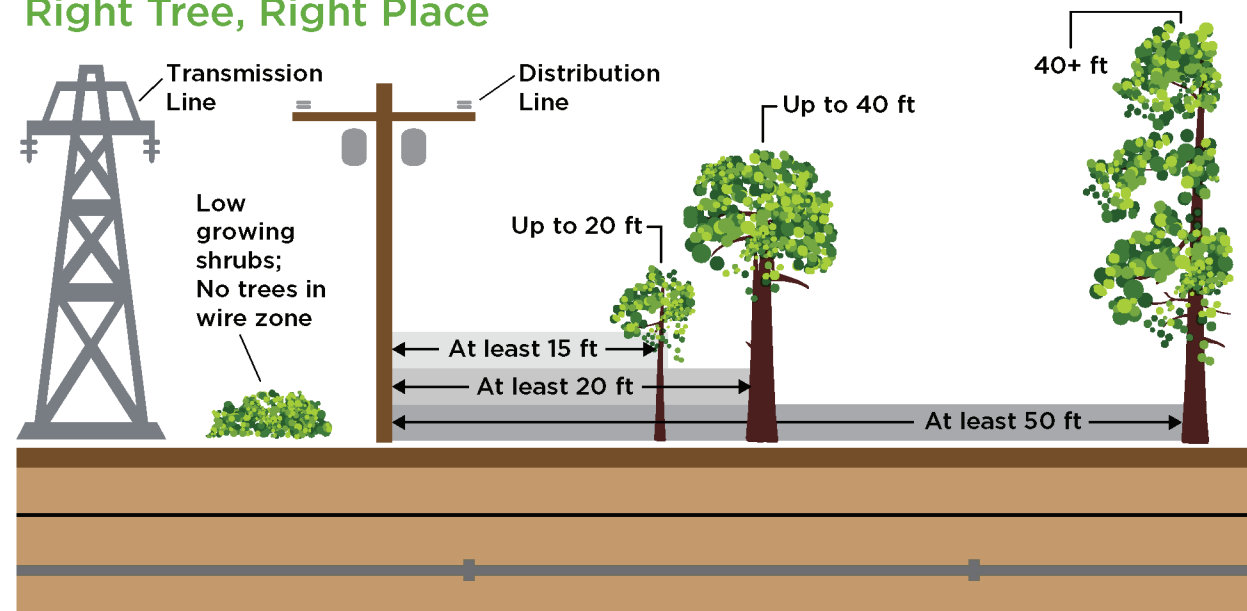 Right Tree, Right Place
Transmission
Line
Distribution
Line
40+ ft
Up to 40 ft
Low
growing
shrubs;
No trees in
wire zone
Up to 20 ft
At least 15 ft
At least 20 ft
At least 50 ft